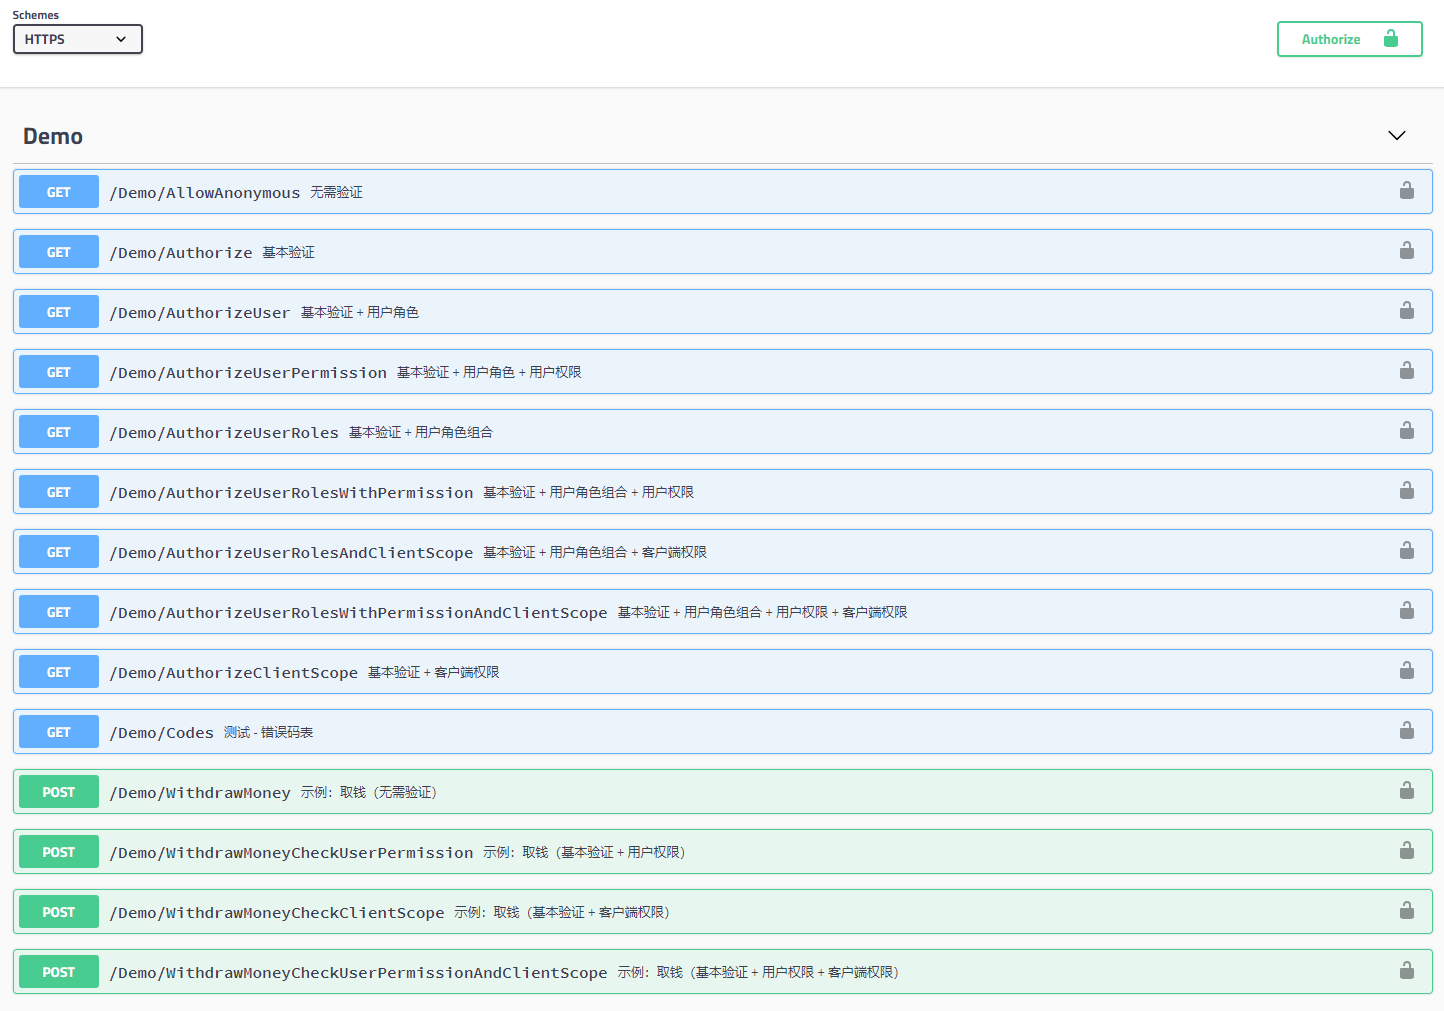 Schemes
HTTPS
Authorize
Demo
GET /Demo/AllowAnonymous 无需验证
GET /Demo/Authorize 基本验证
GET /Demo/AuthorizeUser 基本验证 + 用户角色
GET /Demo/AuthorizeUserPermission 基本验证 + 用户角色 + 用户权限
GET /Demo/AuthorizeUserRoles 基本验证 + 用户角色组合
GET /Demo/AuthorizeUserRolesWithPermission 基本验证 + 用户角色组合 + 用户权限
GET /Demo/AuthorizeUserRolesAndClientScope 基本验证 + 用户角色组合 + 客户端权限
GET /Demo/AuthorizeUserRolesWithPermissionAndClientScope 基本验证 + 用户角色组合 + 用户权限 + 客户端权限
GET /Demo/AuthorizeClientScope 基本验证 + 客户端权限
GET /Demo/Codes 测试 - 错误码表
POST /Demo/WithdrawMoney 示例：取钱（无需验证）
POST /Demo/WithdrawMoneyCheckUserPermission 示例：取钱（基本验证 + 用户权限）
POST /Demo/WithdrawMoneyCheckClientScope 示例：取钱（基本验证 + 客户端权限）
POST /Demo/WithdrawMoneyCheckUserPermissionAndClientScope 示例：取钱（基本验证 + 用户权限 + 客户端权限）